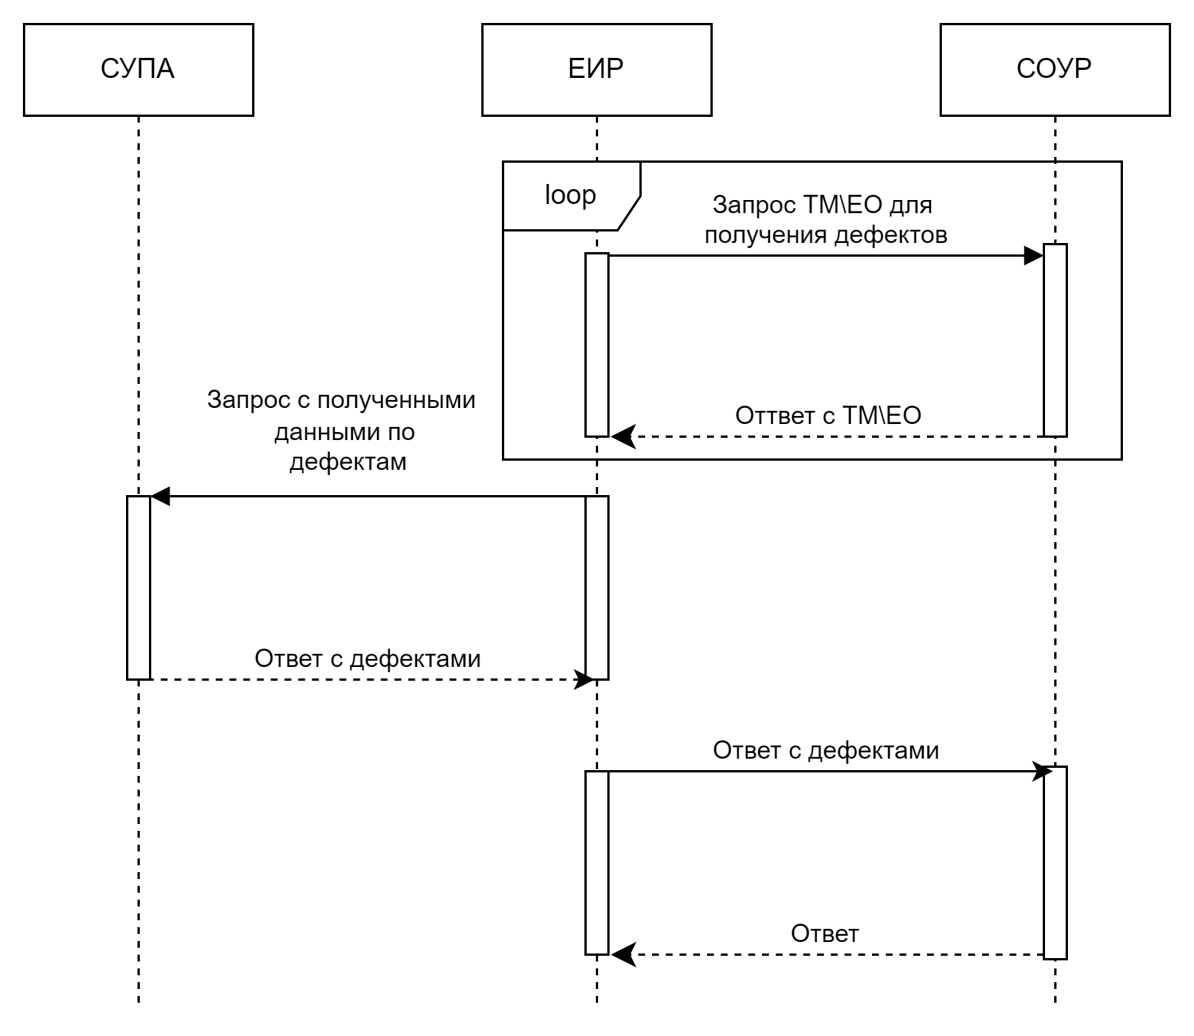 СУПА
ЕИР
СОУР
loop
Запрос ТМ\ЕО для
получения дефектов
Оттвет с ТМ\ЕО
Запрос с полученными
данными по
дефектам
Ответ с дефектами
Ответ с дефектами
Ответ